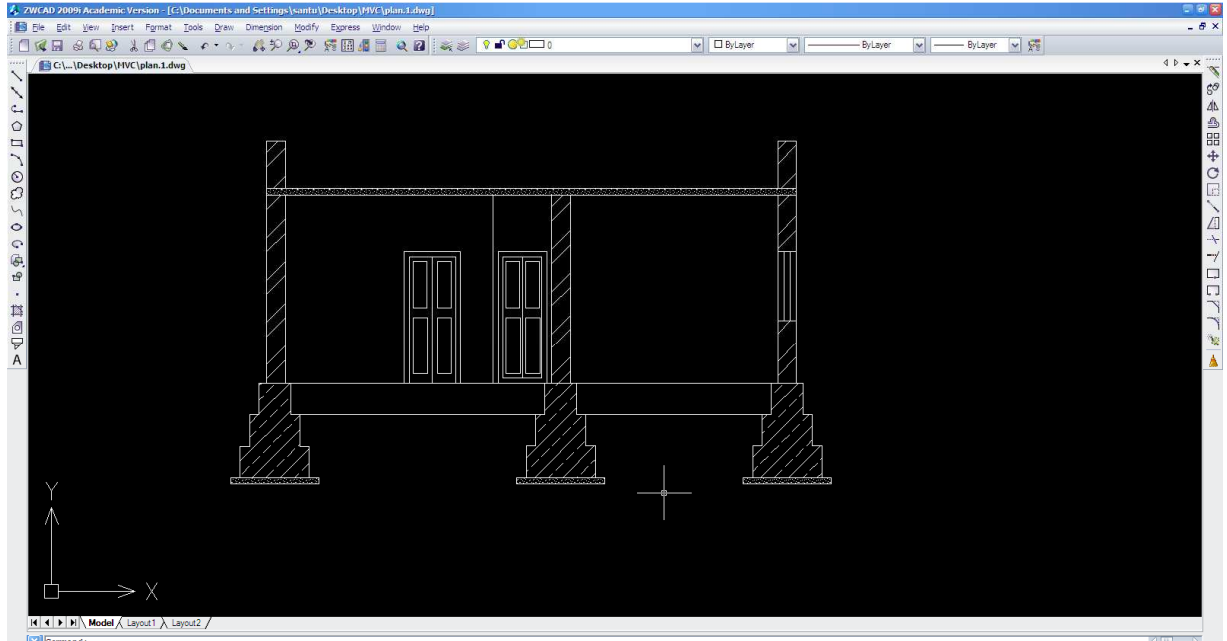 ZWCAD 2009i Academic Version - [C:\Documents and Settings\santu\Desktop\MVC\plan.1.dwg]
File Edit View Insert Format Tools Draw Dimension Modify Express Window Help
0 ByLayer ByLayer ByLayer
C:\...\Desktop\MVC\plan.1.dwg
A
Y
X
Model Layout1 Layout2